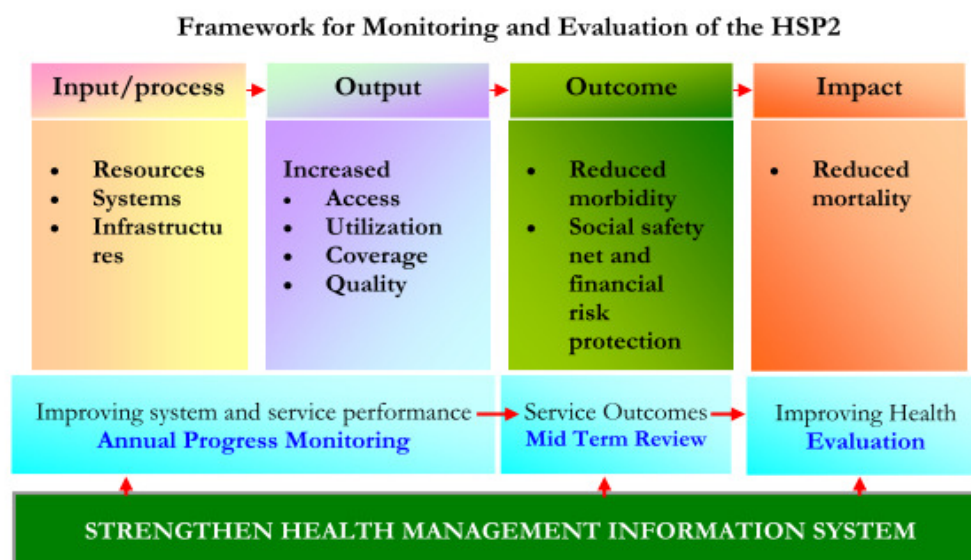 Framework for Monitoring and Evaluation of the HSP2
Input/process
Output
Outcome
Impact
• Resources
• Systems
• Infrastructu
res
Increased
• Access
• Utilization
• Coverage
• Quality
• Reduced
morbidity
• Social safety
net and
financial
risk
protection
• Reduced
mortality
Improving system and service performance
Annual Progress Monitoring
Service Outcomes
Mid Term Review
Improving Health
Evaluation
STRENGTHEN HEALTH MANAGEMENT INFORMATION SYSTEM